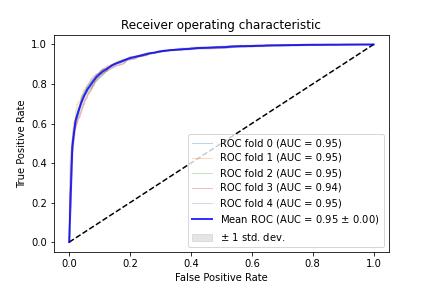 Receiver operating characteristic
True Positive Rate
1.0
0.8
0.6
0.4
0.2
0.0
ROC fold 0 (AUC = 0.95)
ROC fold 1 (AUC = 0.95)
ROC fold 2 (AUC = 0.95)
ROC fold 3 (AUC = 0.94)
ROC fold 4 (AUC = 0.95)
Mean ROC (AUC = 0.95 ± 0.00)
± 1 std. dev.
0.0 0.2 0.4 0.6 0.8 1.0
False Positive Rate